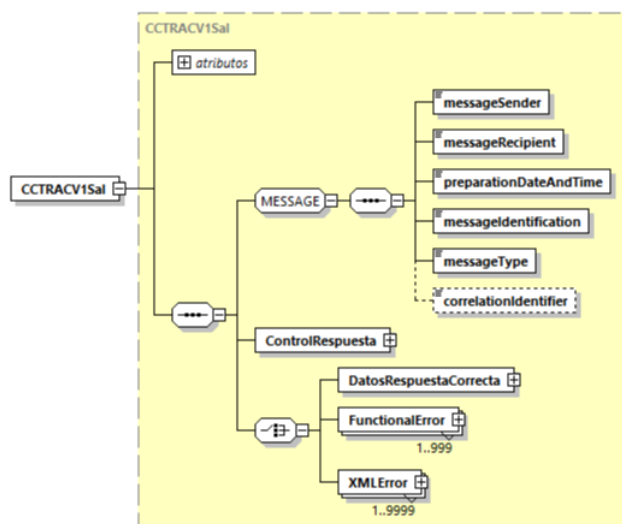 CCTRACV1Sal
atributos
messageSender
messageRecipient
CCTRACV1Sal
MESSAGE
preparationDateAndTime
messageIdentification
messageType
correlationIdentifier
ControlRespuesta
DatosRespuestaCorrecta
FunctionalError
1..999
XMLError
1..9999